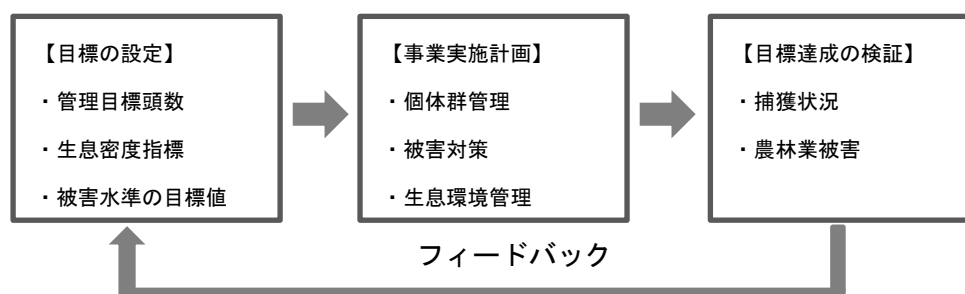 【目標の設定】
・管理目標頭数
・生息密度指標
・被害水準の目標値
【事業実施計画】
・個体群管理
・被害対策
・生息環境管理
【目標達成の検証】
・捕獲状況
・農林業被害
フィードバック